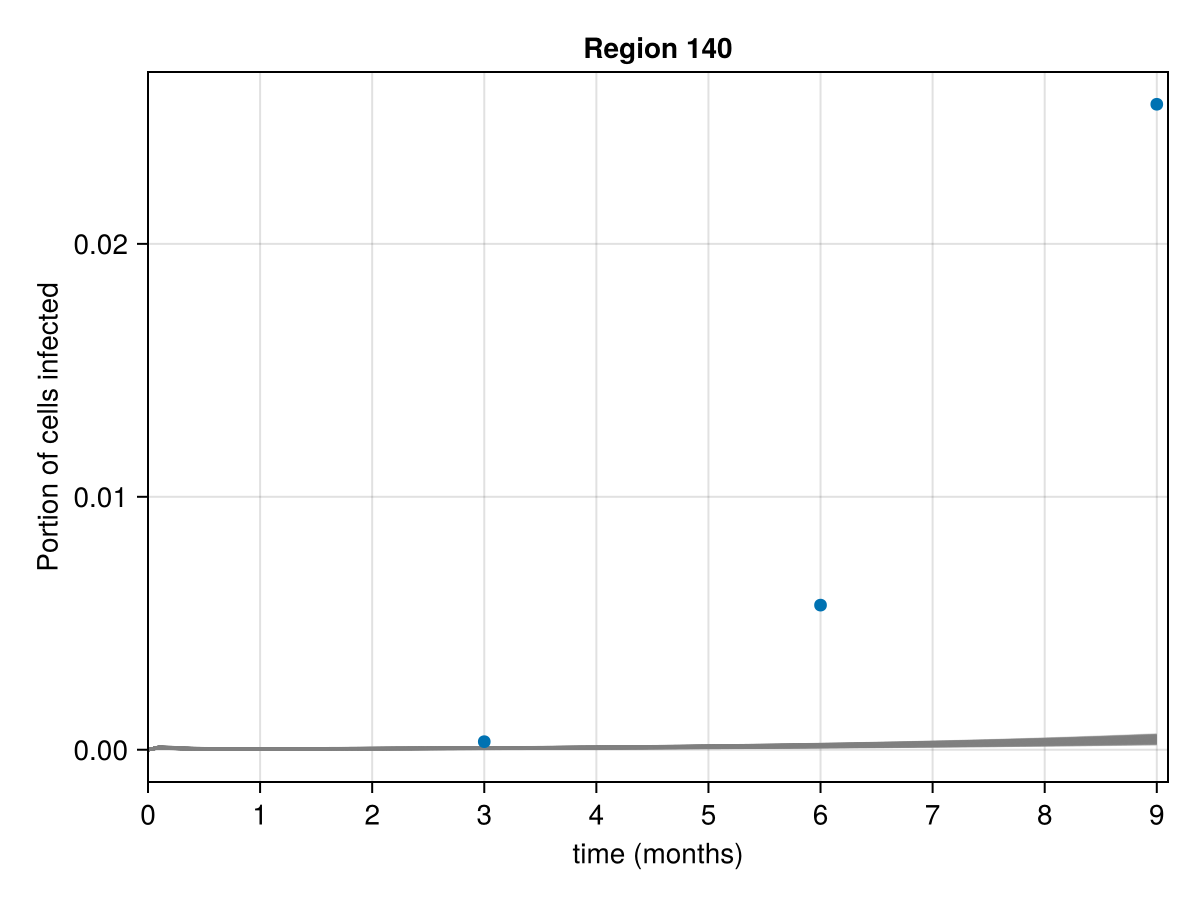 Region 140
Portion of cells infected
0.02
0.01
0.00
0 1 2 3 4 5 6 7 8 9
time (months)